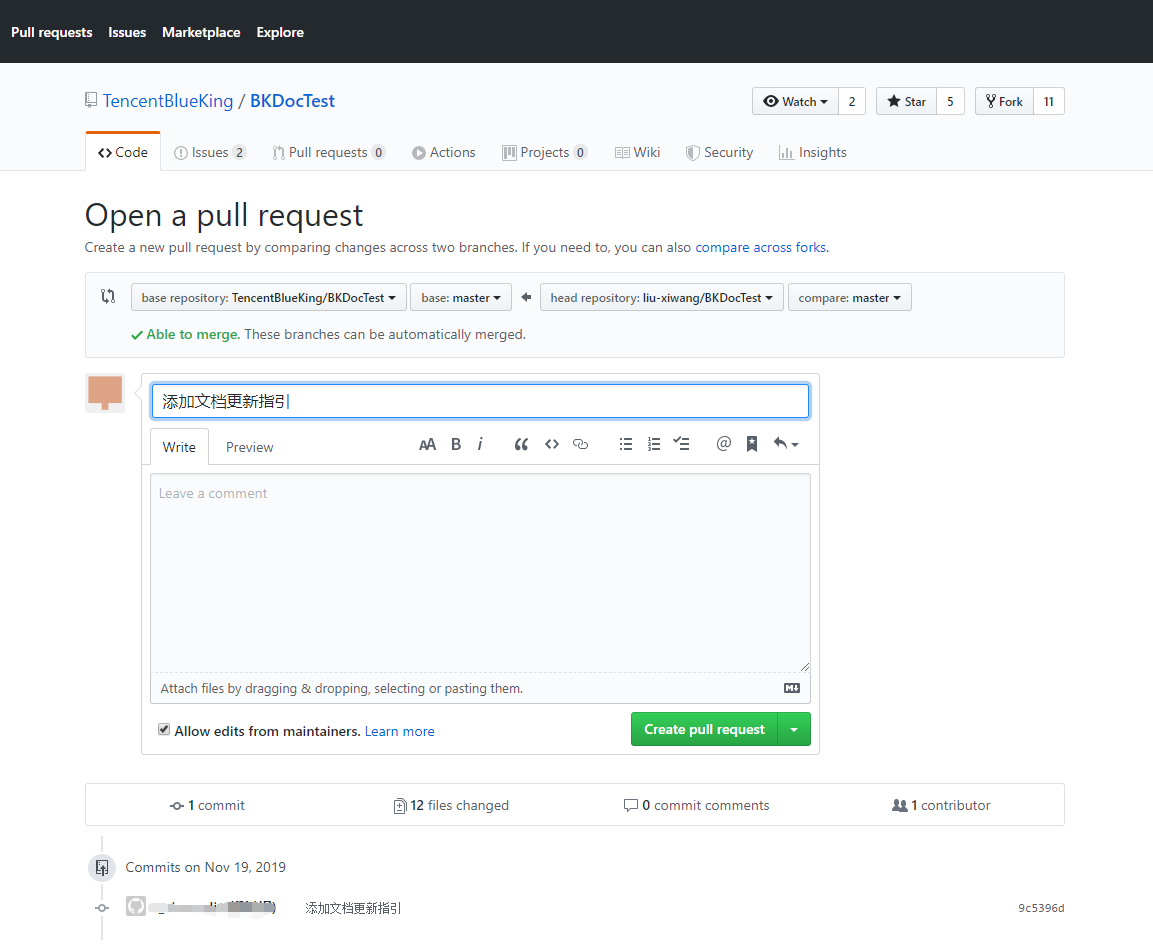 Pull requests Issues Marketplace Explore
TencentBlueKing / BKDocTest
Watch 2 Star 5 Fork 11
Code Issues 2 Pull requests 0 Actions Projects 0 Wiki Security Insights
Open a pull request
Create a new pull request by comparing changes across two branches. If you need to, you can also compare across forks.
base repository: TencentBlueKing/BKDocTest base: master head repository: liu-xiwang/BKDocTest compare: master
Able to merge. These branches can be automatically merged.
添加文档更新指引
Write Preview AA B i
Leave a comment
Attach files by dragging & dropping, selecting or pasting them.
Allow edits from maintainers. Learn more Create pull request
1 commit 12 files changed 0 commit comments 1 contributor
Commits on Nov 19, 2019
添加文档更新指引 9c5396d